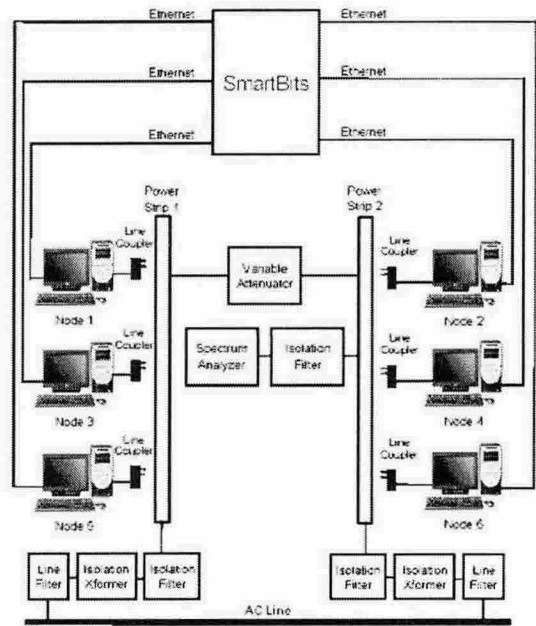 Ethernet
Ethernet
Ethernet
Ethernet
Ethernet
Ethernet
SmartBits
Power
Strip 1
Power
Strip 2
Line
Coupler
Line
Coupler
Variable
Attenuator
Node 1
Node 2
Line
Coupler
Line
Coupler
Spectrum
Analyzer
Isolation
Filter
Node 3
Node 4
Line
Coupler
Line
Coupler
Node 5
Node 6
Line
Filter
Isolation
Xformer
Isolation
Filter
Isolation
Filter
Isolation
Xformer
Line
Filter
AC Line